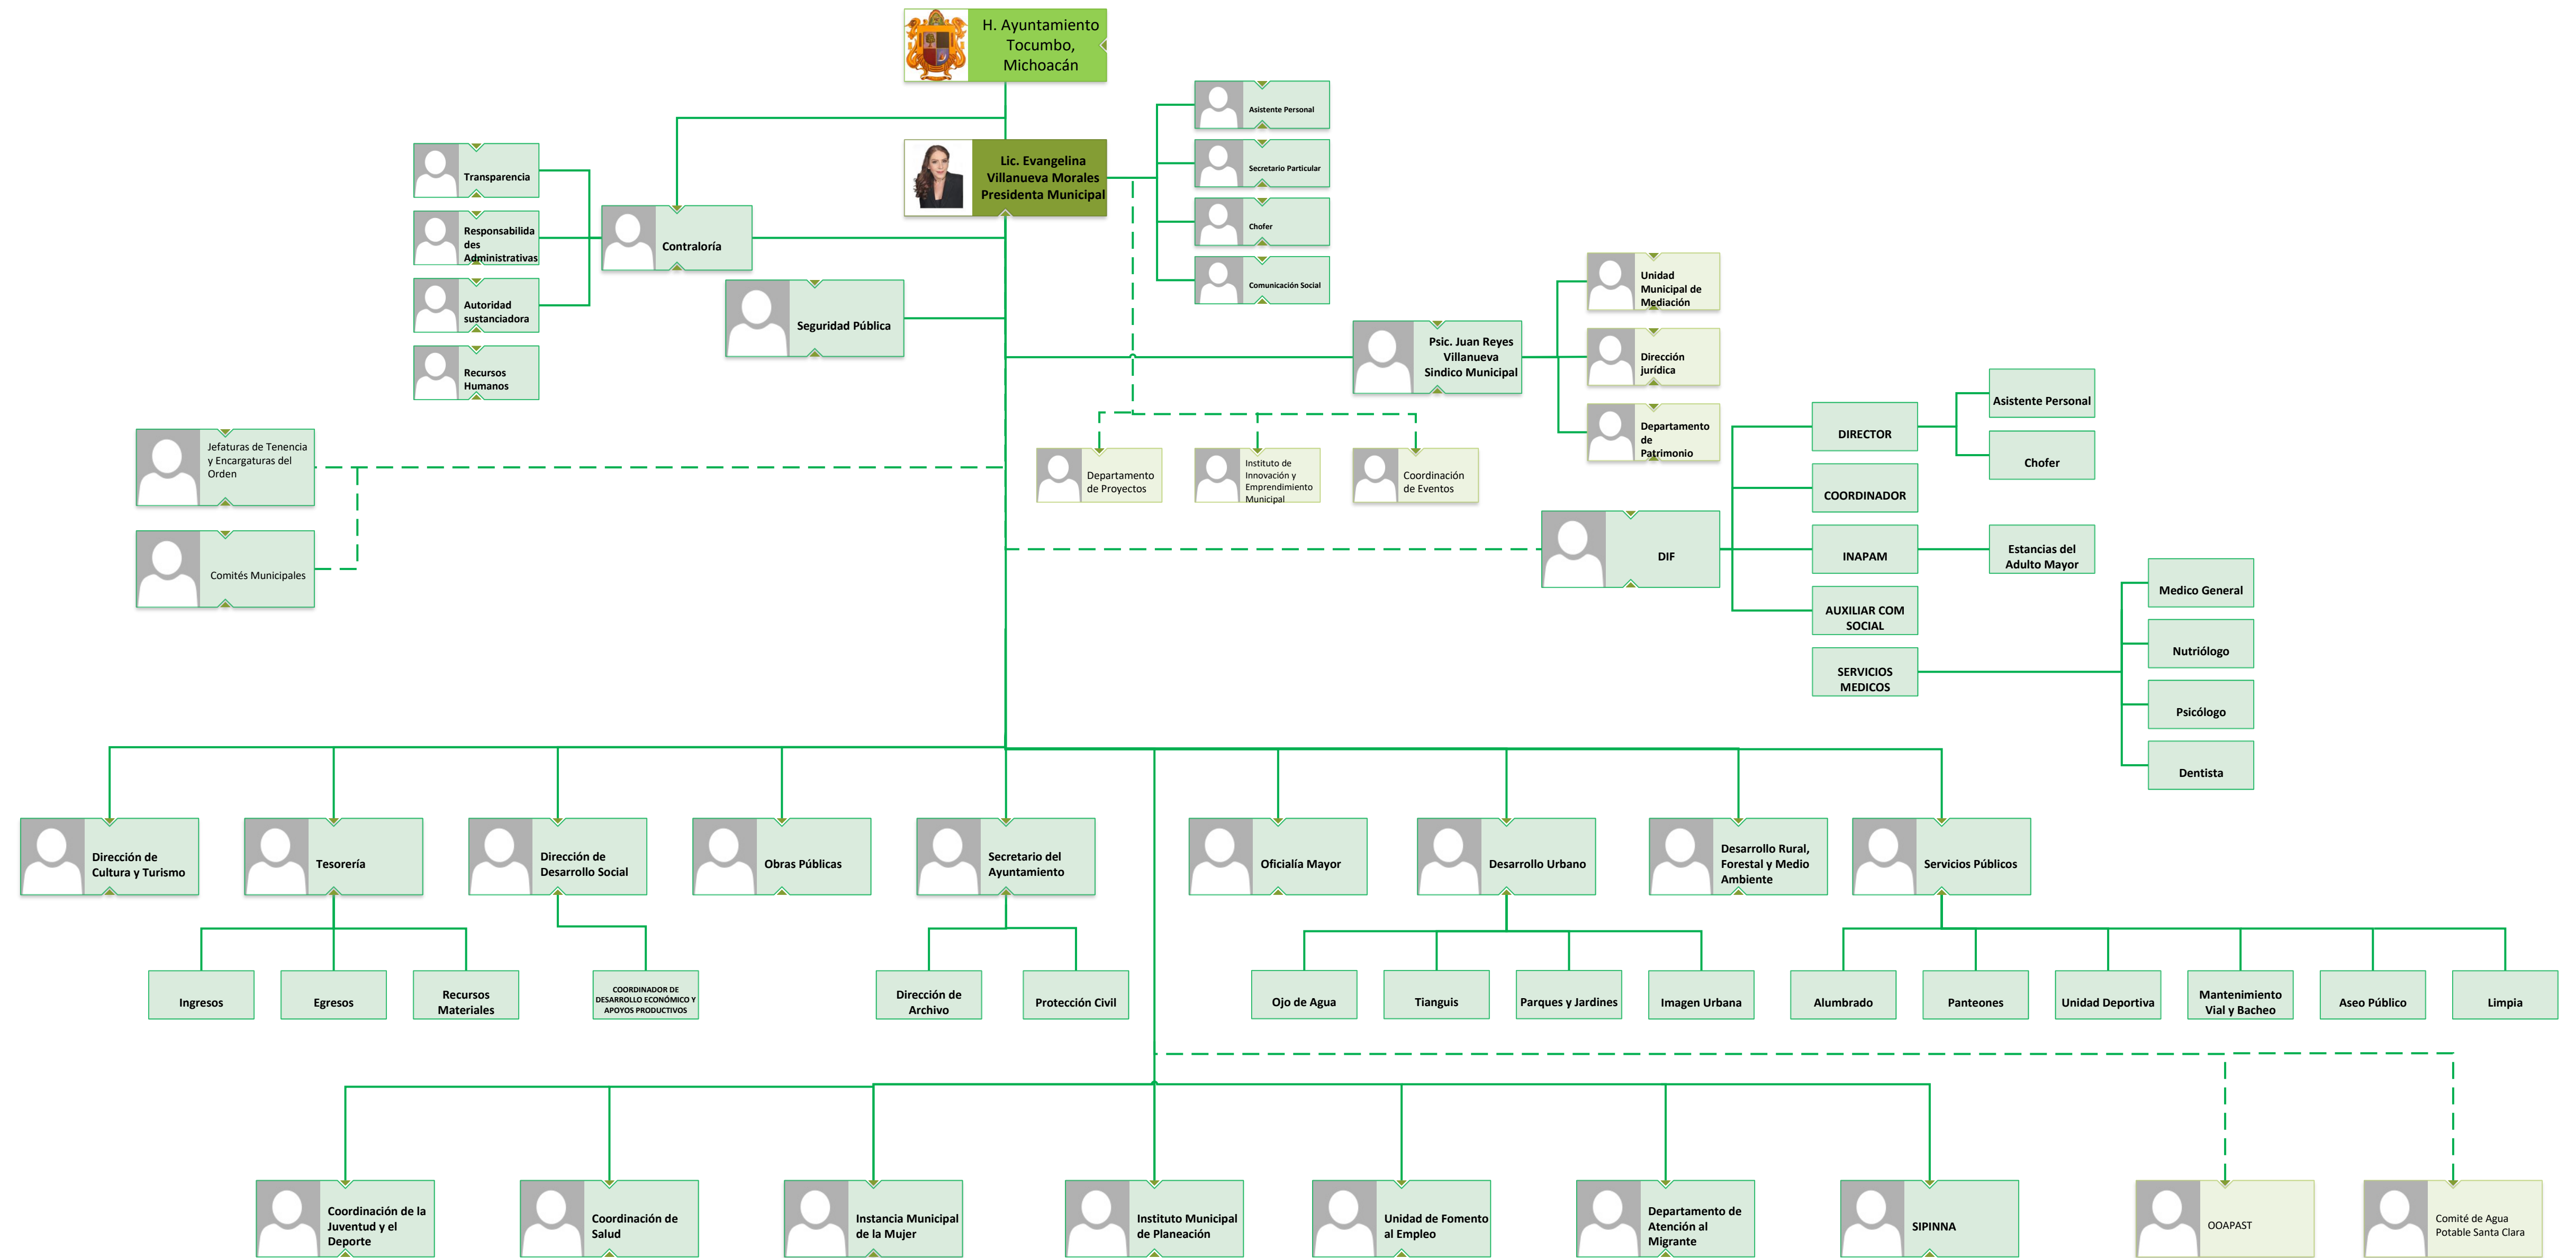 H. Ayuntamiento
Tocumbo,
Michoacán
Lic. Evangelina
Villanueva Morales
Presidenta Municipal
Asistente Personal
Secretario Particular
Chofer
Comunicación Social
Transparencia
Responsabilida
des
Administrativas
Autoridad
sustanciadora
Recursos
Humanos
Contraloría
Seguridad Pública
Psic. Juan Reyes
Villanueva
Sindico Municipal
Unidad
Municipal de
Mediación
Dirección
jurídica
Departamento
de
Patrimonio
Jefaturas de Tenencia
y Encargaturas del
Orden
Comités Municipales
Departamento
de Proyectos
Instituto de
Innovación y
Emprendimiento
Municipal
Coordinación
de Eventos
DIF
DIRECTOR
COORDINADOR
INAPAM
AUXILIAR COM
SOCIAL
SERVICIOS
MEDICOS
Asistente Personal
Chofer
Estancias del
Adulto Mayor
Medico General
Nutriólogo
Psicólogo
Dentista
Dirección de
Cultura y Turismo
Tesorería
Dirección de
Desarrollo Social
Obras Públicas
Secretario del
Ayuntamiento
Oficialía Mayor
Desarrollo Urbano
Desarrollo Rural,
Forestal y Medio
Ambiente
Servicios Públicos
Ingresos
Egresos
Recursos
Materiales
COORDINADOR DE
DESARROLLO ECONÓMICO Y
APOYOS PRODUCTIVOS
Dirección de
Archivo
Protección Civil
Ojo de Agua
Tianguis
Parques y Jardines
Imagen Urbana
Alumbrado
Panteones
Unidad Deportiva
Mantenimiento
Vial y Bacheo
Aseo Público
Limpia
Coordinación de la
Juventud y el
Deporte
Coordinación de
Salud
Instancia Municipal
de la Mujer
Instituto Municipal
de Planeación
Unidad de Fomento
al Empleo
Departamento de
Atención al
Migrante
SIPINNA
OOAPAST
Comité de Agua
Potable Santa Clara